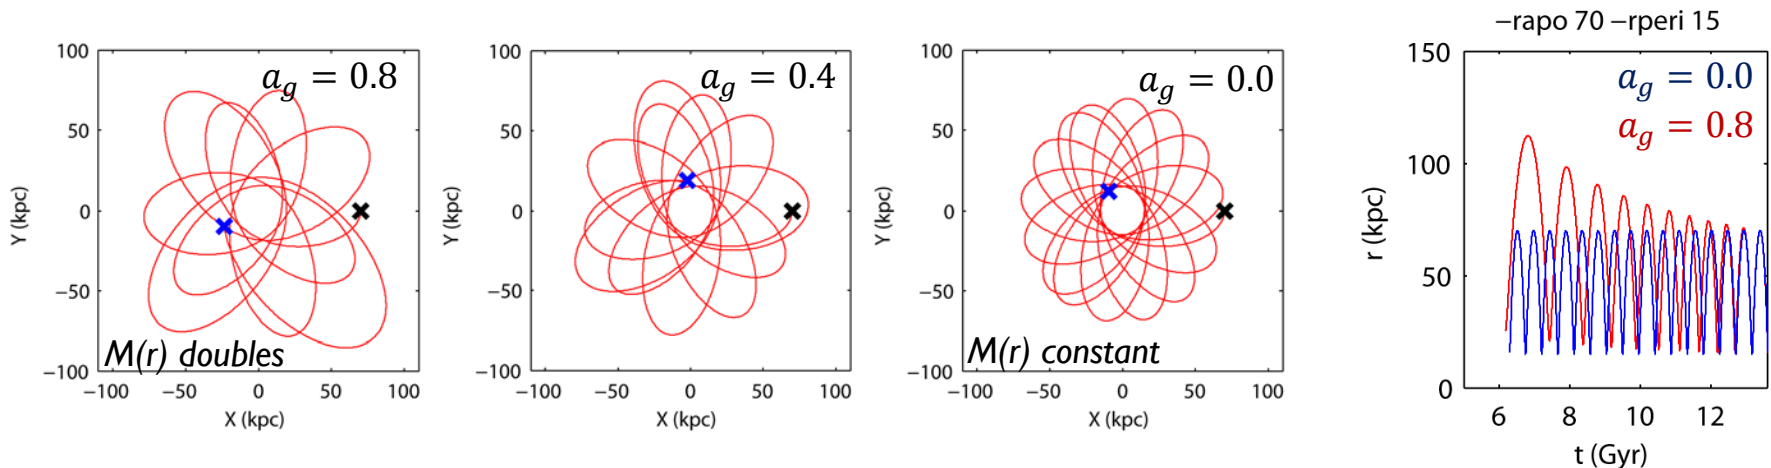 a_g = 0.8
100
50
0
−50
−100
Y (kpc)
M(r) doubles
−100 −50 0 50 100
X (kpc)
a_g = 0.4
100
50
0
−50
−100
Y (kpc)
−100 −50 0 50 100
X (kpc)
a_g = 0.0
100
50
0
−50
−100
Y (kpc)
M(r) constant
−100 −50 0 50 100
X (kpc)
−rapo 70 −rperi 15
a_g = 0.0
a_g = 0.8
150
100
50
0
r (kpc)
6 8 10 12
t (Gyr)